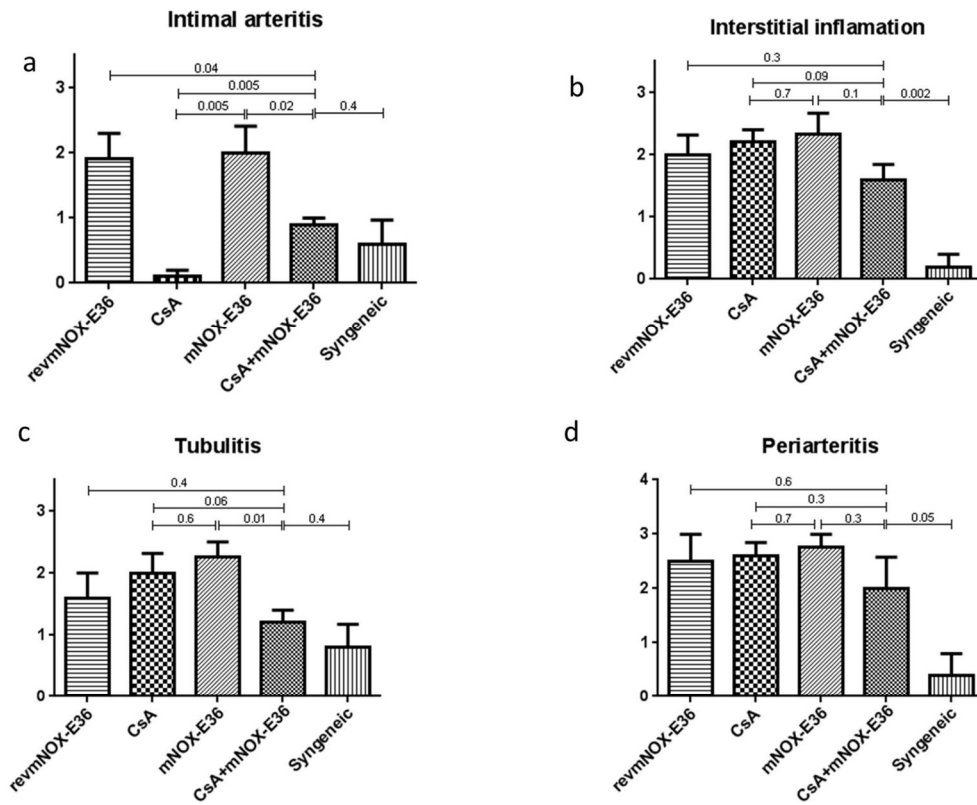 a
Intimal arteritis
0.04
0.005
0.005
0.02
0.4
3
2
1
0
revmNOX-E36
CsA
mNOX-E36
CsA+mNOX-E36
Syngeneic
b
Interstitial inflamation
0.3
0.09
0.7
0.1
0.002
3
2
1
0
revmNOX-E36
CsA
mNOX-E36
CsA+mNOX-E36
Syngeneic
c
Tubulitis
0.4
0.06
0.6
0.01
0.4
3
2
1
0
revmNOX-E36
CsA
mNOX-E36
CsA+mNOX-E36
Syngeneic
d
Periarteritis
0.6
0.3
0.7
0.3
0.05
4
3
2
1
0
revmNOX-E36
CsA
mNOX-E36
CsA+mNOX-E36
Syngeneic